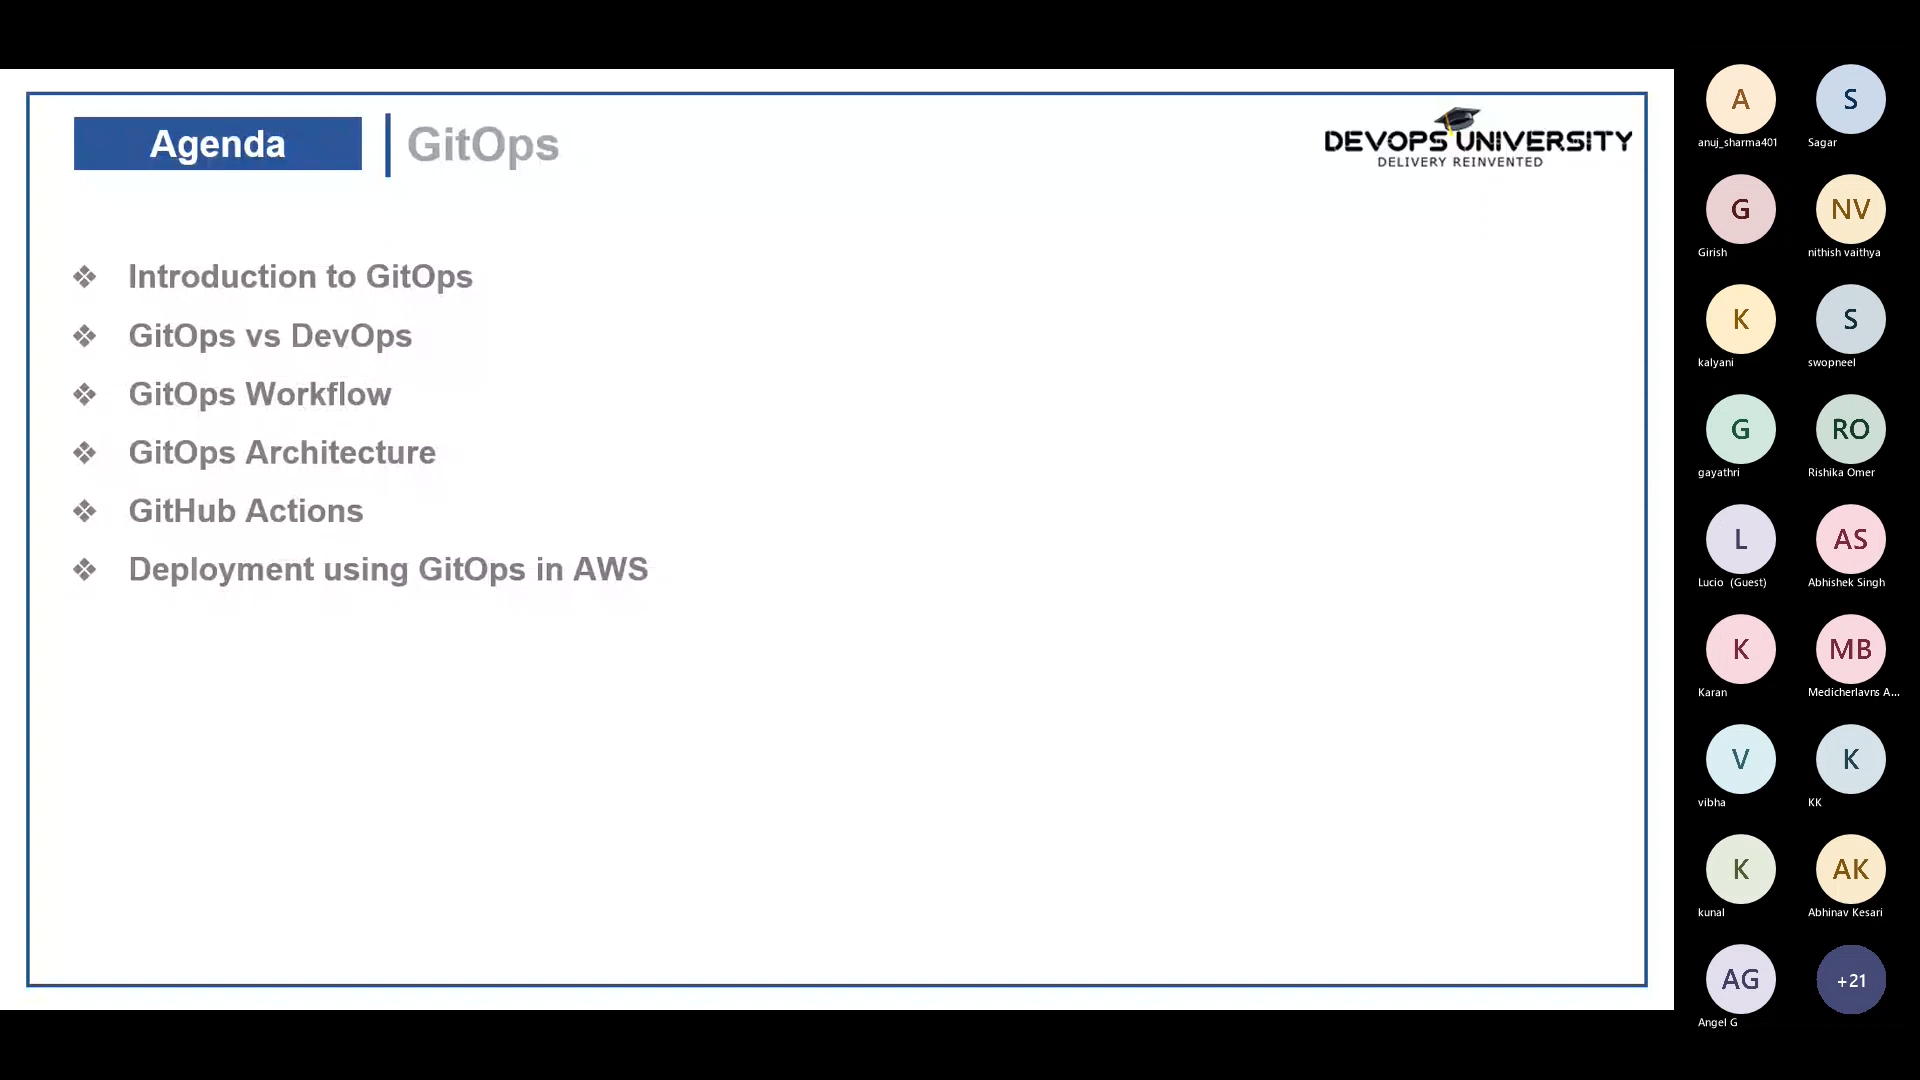 Agenda
GitOps
DEVOPS UNIVERSITY
DELIVERY REINVENTED
❖ Introduction to GitOps
❖ GitOps vs DevOps
❖ GitOps Workflow
❖ GitOps Architecture
❖ GitHub Actions
❖ Deployment using GitOps in AWS
A
anuj_sharma401
S
Sagar
G
Girish
NV
nithish vaithya
K
kalyani
S
swopneel
G
gayathri
RO
Rishika Omer
L
Lucio (Guest)
AS
Abhishek Singh
K
Karan
MB
Medicherlavns A...
V
vibha
K
KK
K
kunal
AK
Abhinav Kesari
AG
Angel G
+21